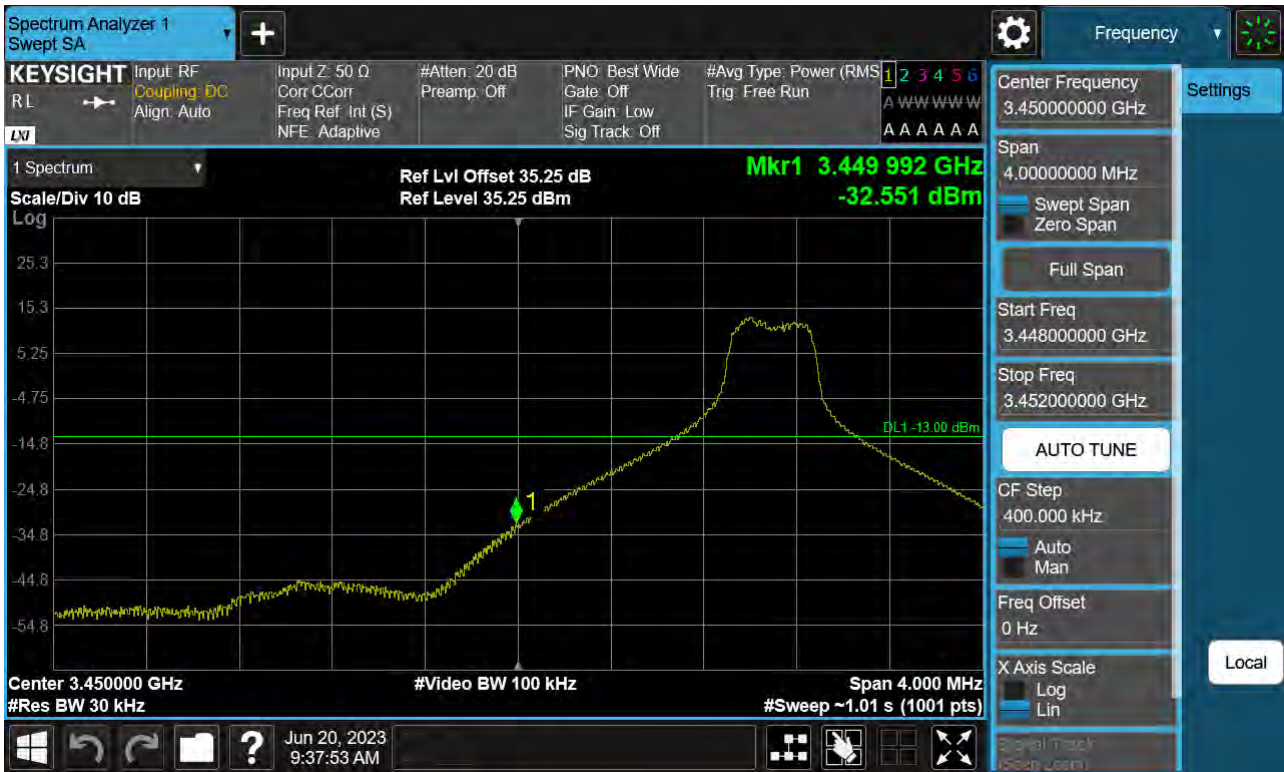 Spectrum Analyzer 1
Swept SA
Frequency
KEYSIGHT
RL
LXI
Input: RF
Coupling: DC
Align: Auto
Input Z: 50 Ω
Corr CCorr
Freq Ref: Int (S)
NFE: Adaptive
#Atten: 20 dB
Preamp: Off
PNO: Best Wide
Gate: Off
IF Gain: Low
Sig Track: Off
#Avg Type: Power (RMS
Trig: Free Run
1 2 3 4 5 6
A W W W W W
A A A A A A
1 Spectrum
Scale/Div 10 dB
Log
Ref Lvl Offset 35.25 dB
Ref Level 35.25 dBm
Mkr1 3.449 992 GHz
-32.551 dBm
25.3
15.3
5.25
-4.75
-14.8
-24.8
-34.8
-44.8
-54.8
DL1 -13.00 dBm
1
Center 3.450000 GHz
#Res BW 30 kHz
#Video BW 100 kHz
Span 4.000 MHz
#Sweep ~1.01 s (1001 pts)
Center Frequency
3.450000000 GHz
Settings
Span
4.00000000 MHz
Swept Span
Zero Span
Full Span
Start Freq
3.448000000 GHz
Stop Freq
3.452000000 GHz
AUTO TUNE
CF Step
400.000 kHz
Auto
Man
Freq Offset
0 Hz
X Axis Scale
Log
Lin
Local
Signal Track
(Span Zoom)
?
Jun 20, 2023
9:37:53 AM